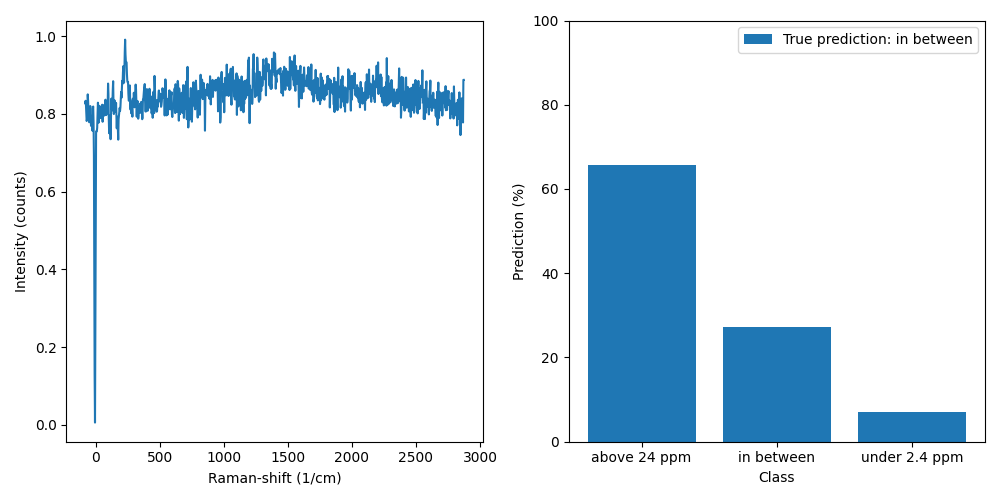 1.0
0.8
0.6
0.4
0.2
0.0
Intensity (counts)
0 500 1000 1500 2000 2500 3000
Raman-shift (1/cm)
100
80
60
40
20
0
Prediction (%)
True prediction: in between
above 24 ppm in between under 2.4 ppm
Class